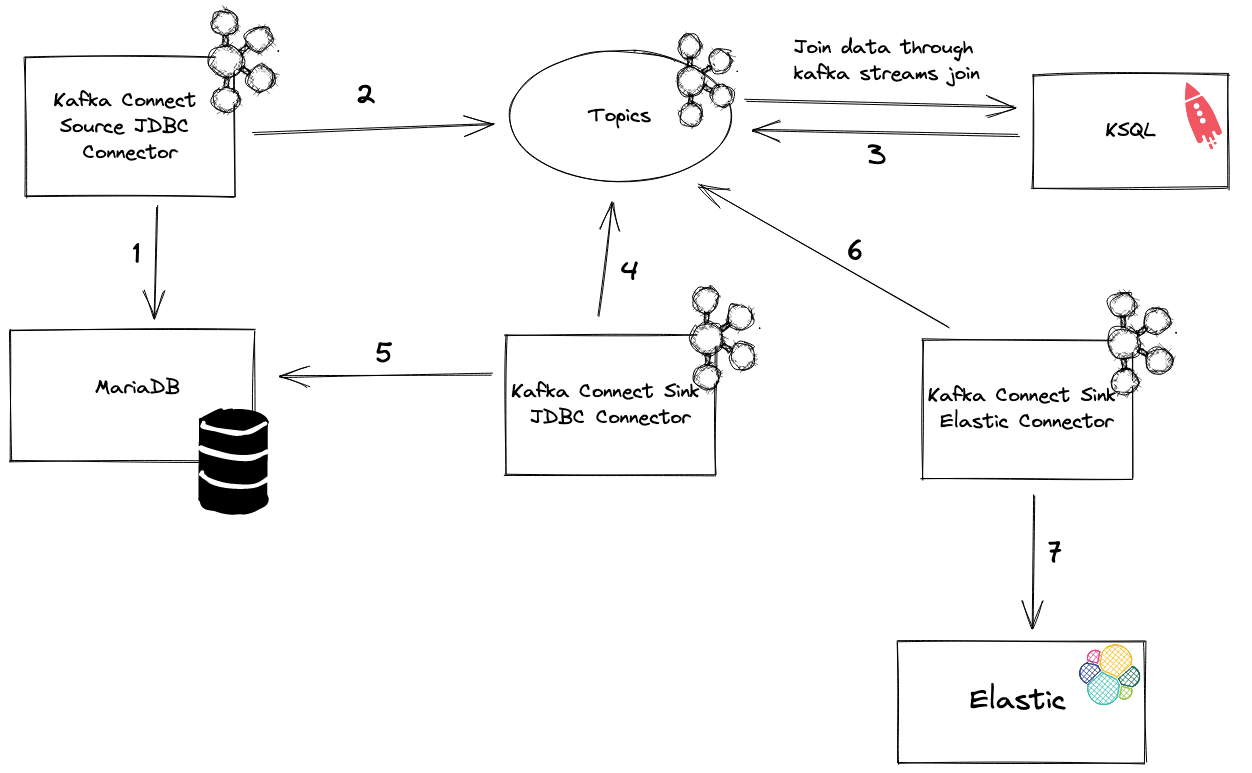 Kafka Connect
Source JDBC
Connector
2
Topics
Join data through
kafka streams join
KSQL
3
1
4
6
MariaDB
5
Kafka Connect Sink
JDBC Connector
Kafka Connect Sink
Elastic Connector
7
Elastic